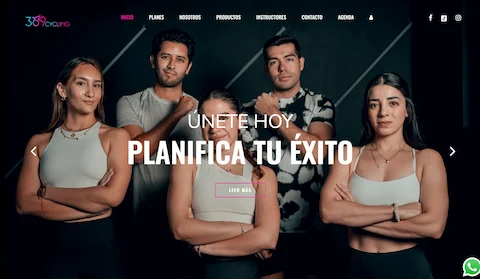 360 CYCLING
INICIO PLANES NOSOTROS PRODUCTOS INSTRUCTORES CONTACTO AGENDA
ÚNETE HOY
PLANIFICA TU ÉXITO
LEER MÁS